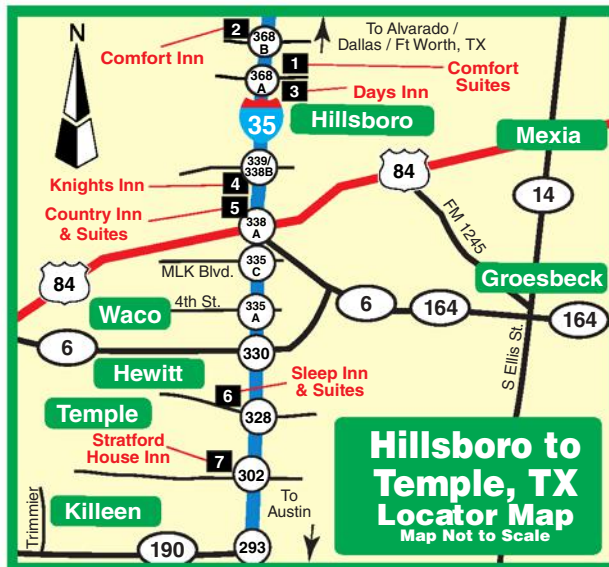 N
2
368
B
To Alvarado /
Dallas / Ft Worth, TX
Comfort Inn
368
A
1
Comfort
Suites
3
Days Inn
35
Hillsboro
Mexia
339/
338B
84
Knights Inn
4
14
Country Inn
& Suites
5
338
A
FM 1245
MLK Blvd.
335
C
84
Groesbeck
4th St.
Waco
335
A
6
164
164
6
330
S Ellis St.
Hewitt
Sleep Inn
& Suites
6
Temple
328
Stratford
House Inn
7
302
Hillsboro to
Temple, TX
Locator Map
Map Not to Scale
To
Austin
Killeen
Trimmier
190
293